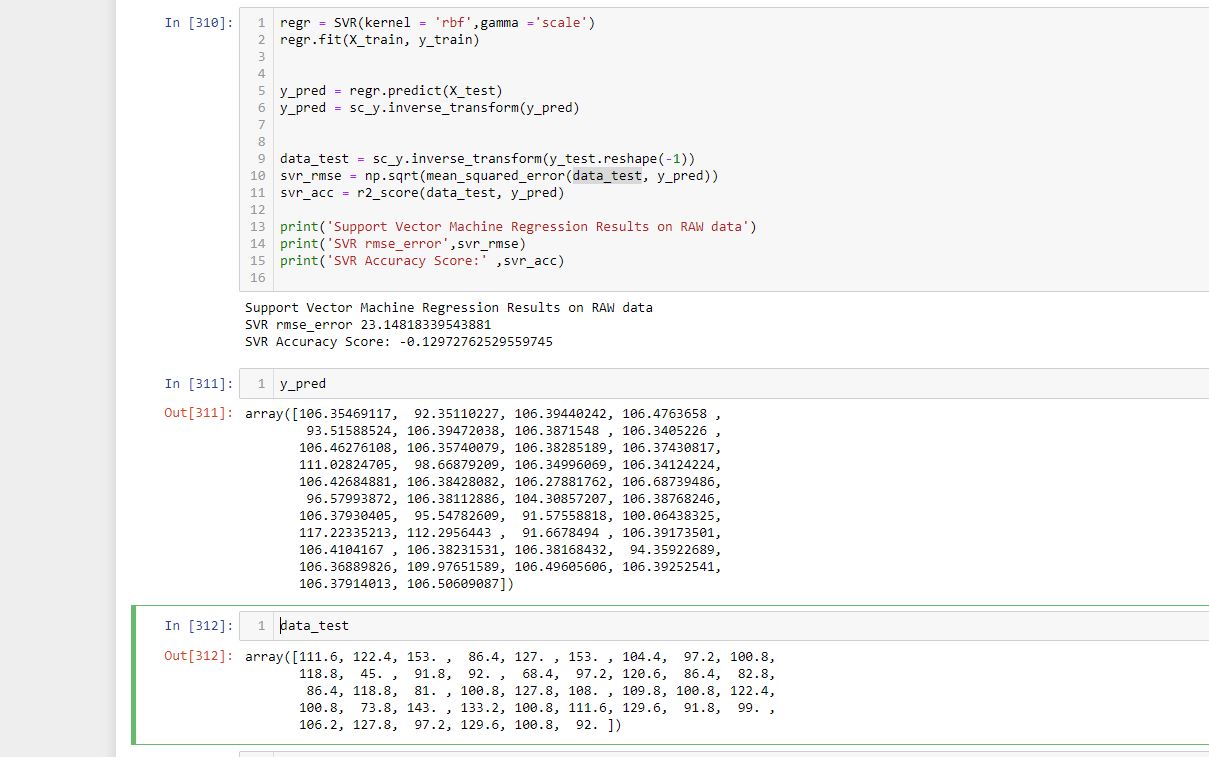 In [310]:
1 regr = SVR(kernel = 'rbf',gamma ='scale')
2 regr.fit(X_train, y_train)
3
4
5 y_pred = regr.predict(X_test)
6 y_pred = sc_y.inverse_transform(y_pred)
7
8
9 data_test = sc_y.inverse_transform(y_test.reshape(-1))
10 svr_rmse = np.sqrt(mean_squared_error(data_test, y_pred))
11 svr_acc = r2_score(data_test, y_pred)
12
13 print('Support Vector Machine Regression Results on RAW data')
14 print('SVR rmse_error',svr_rmse)
15 print('SVR Accuracy Score:' ,svr_acc)
16
Support Vector Machine Regression Results on RAW data
SVR rmse_error 23.14818339543881
SVR Accuracy Score: -0.12972762529559745
In [311]: 1 y_pred
Out[311]: array([106.35469117,  92.35110227, 106.39440242, 106.4763658 ,
93.51588524, 106.39472038, 106.3871548 , 106.3405226 ,
106.46276108, 106.35740079, 106.38285189, 106.37430817,
111.02824705,  98.66879209, 106.34996069, 106.34124224,
106.42684881, 106.38428082, 106.27881762, 106.68739486,
96.57993872, 106.38112886, 104.30857207, 106.38768246,
106.37930405,  95.54782609,  91.57558818, 100.06438325,
117.22335213, 112.2956443 ,  91.6678494 , 106.39173501,
106.4104167 , 106.38231531, 106.38168432,  94.35922689,
106.36889826, 109.97651589, 106.49605606, 106.39252541,
106.37914013, 106.50609087])
In [312]: 1 data_test
Out[312]: array([111.6, 122.4, 153. ,  86.4, 127. , 153. , 104.4,  97.2, 100.8,
118.8,  45. ,  91.8,  92. ,  68.4,  97.2, 120.6,  86.4,  82.8,
86.4, 118.8,  81. , 100.8, 127.8, 108. , 109.8, 100.8, 122.4,
100.8,  73.8, 143. , 133.2, 100.8, 111.6, 129.6,  91.8,  99. ,
106.2, 127.8,  97.2, 129.6, 100.8,  92. ])